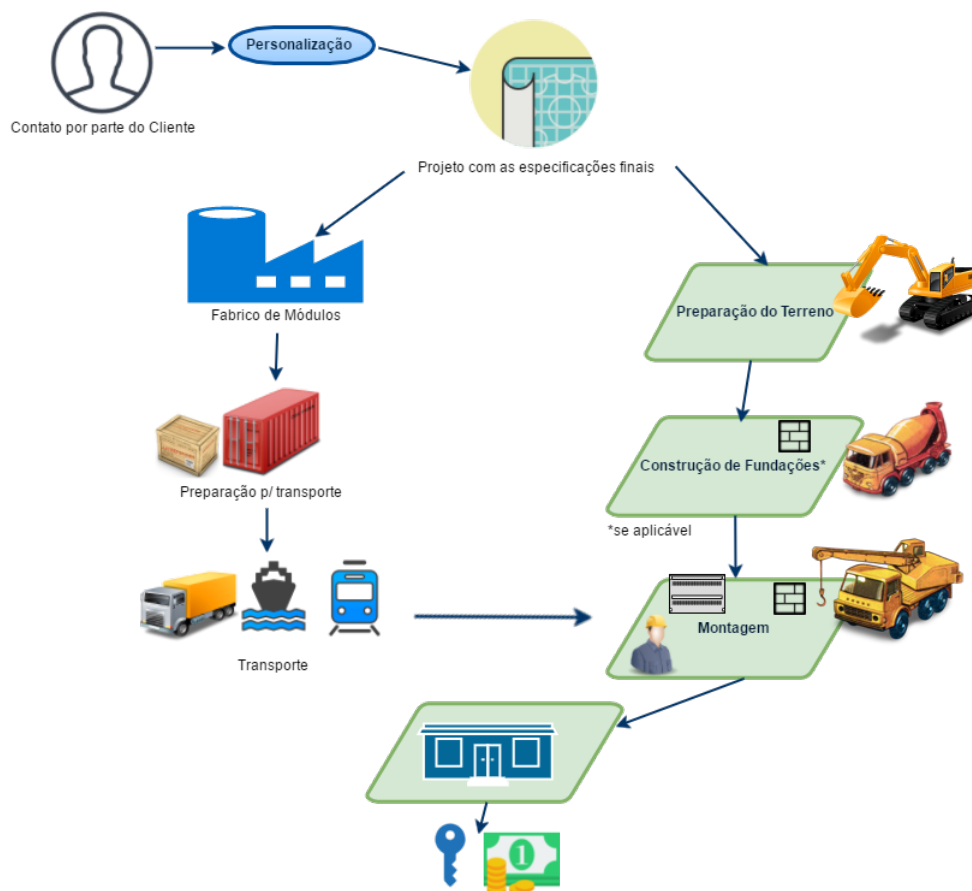 Personalização
Contato por parte do Cliente
Projeto com as especificações finais
Fabrico de Módulos
Preparação do Terreno
Preparação p/ transporte
Construção de Fundações*
*se aplicável
Montagem
Transporte
1